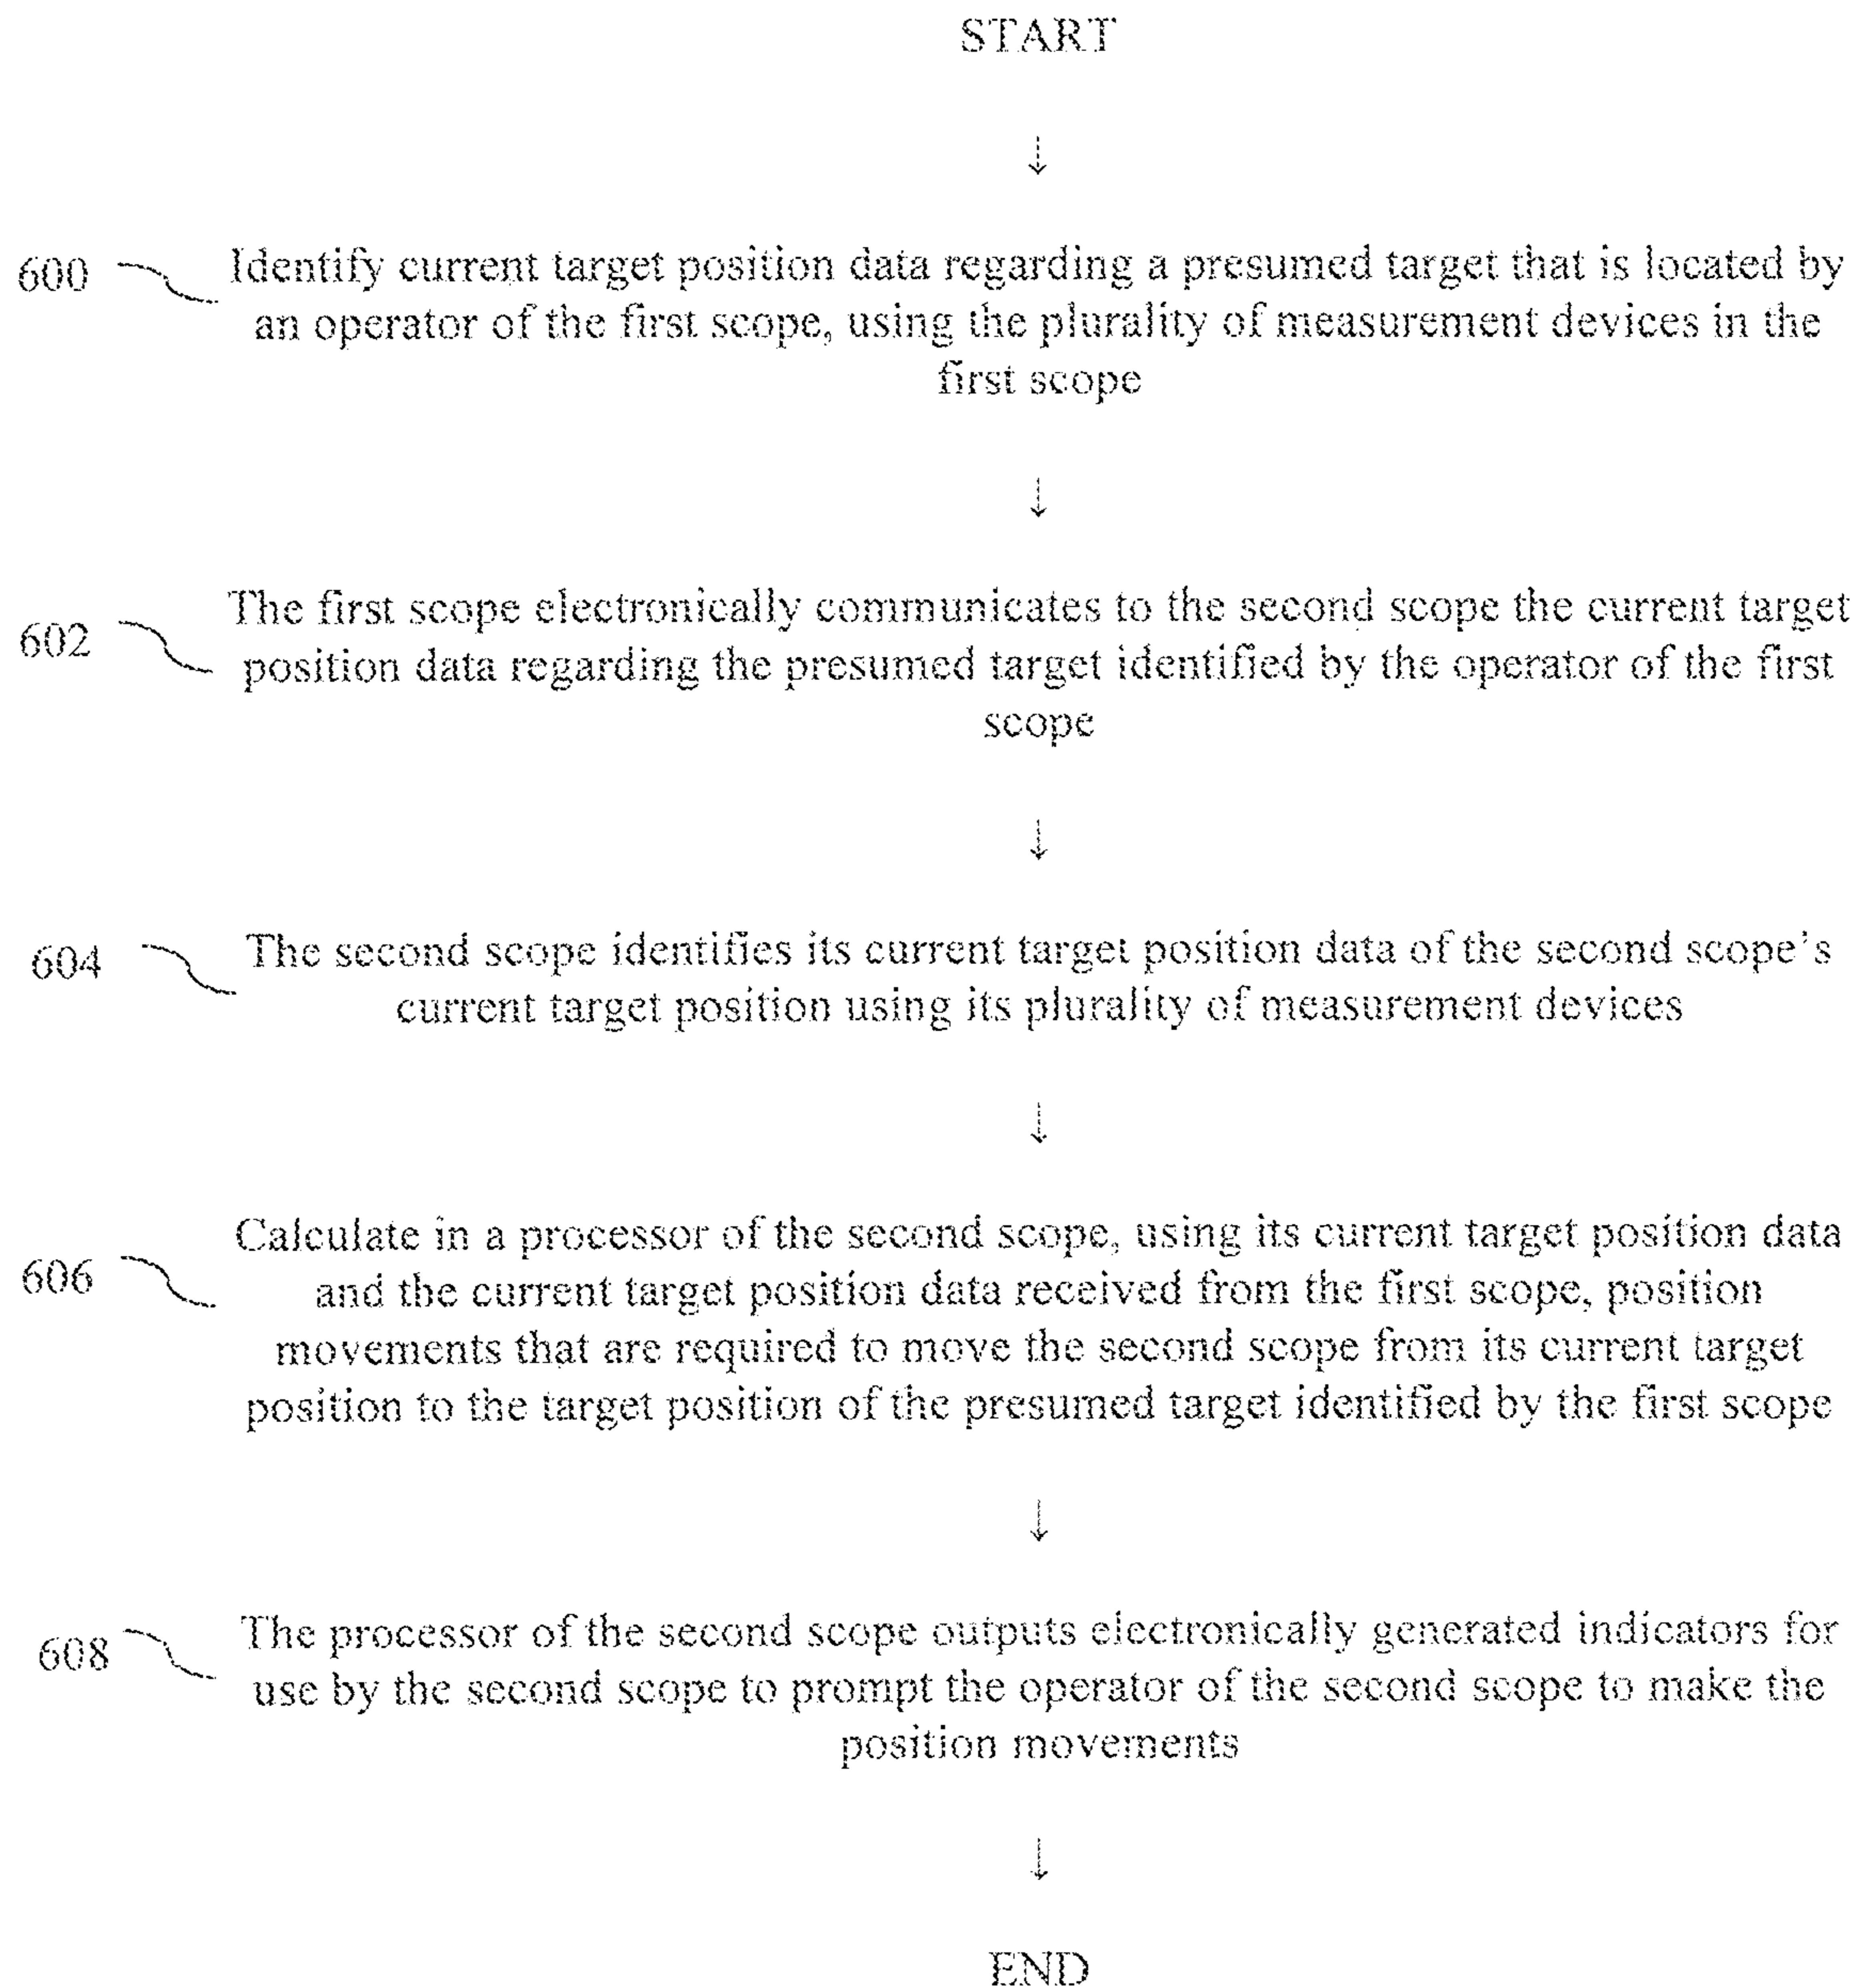 START
↓
600 Identify current target position data regarding a presumed target that is located by
an operator of the first scope, using the plurality of measurement devices in the
first scope
↓
602 The first scope electronically communicates to the second scope the current target
position data regarding the presumed target identified by the operator of the first
scope
↓
604 The second scope identifies its current target position data of the second scope's
current target position using its plurality of measurement devices
↓
606 Calculate in a processor of the second scope, using its current target position data
and the current target position data received from the first scope, position
movements that are required to move the second scope from its current target
position to the target position of the presumed target identified by the first scope
↓
608 The processor of the second scope outputs electronically generated indicators for
use by the second scope to prompt the operator of the second scope to make the
position movements
↓
END